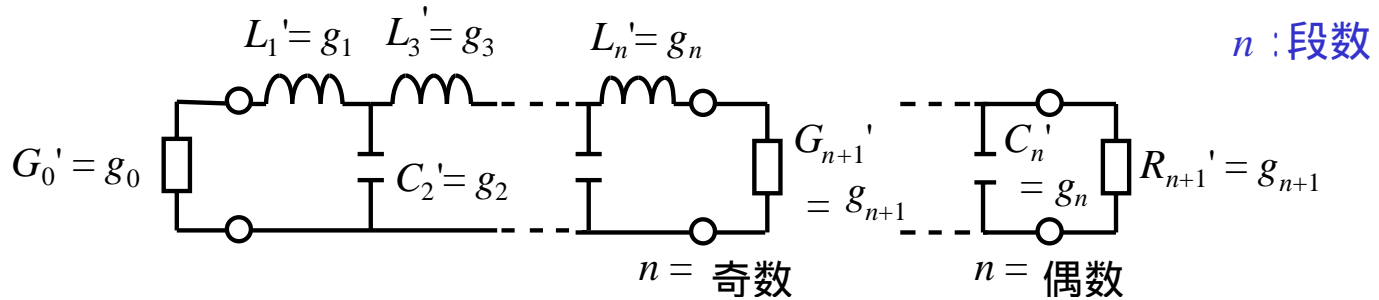 L₁'= g₁
L₃'= g₃
Lₙ'= gₙ
n : 段数
G₀' = g₀
C₂'= g₂
Gₙ₊₁'
= gₙ₊₁
Cₙ'
= gₙ
Rₙ₊₁' = gₙ₊₁
n = 奇数
n = 偶数